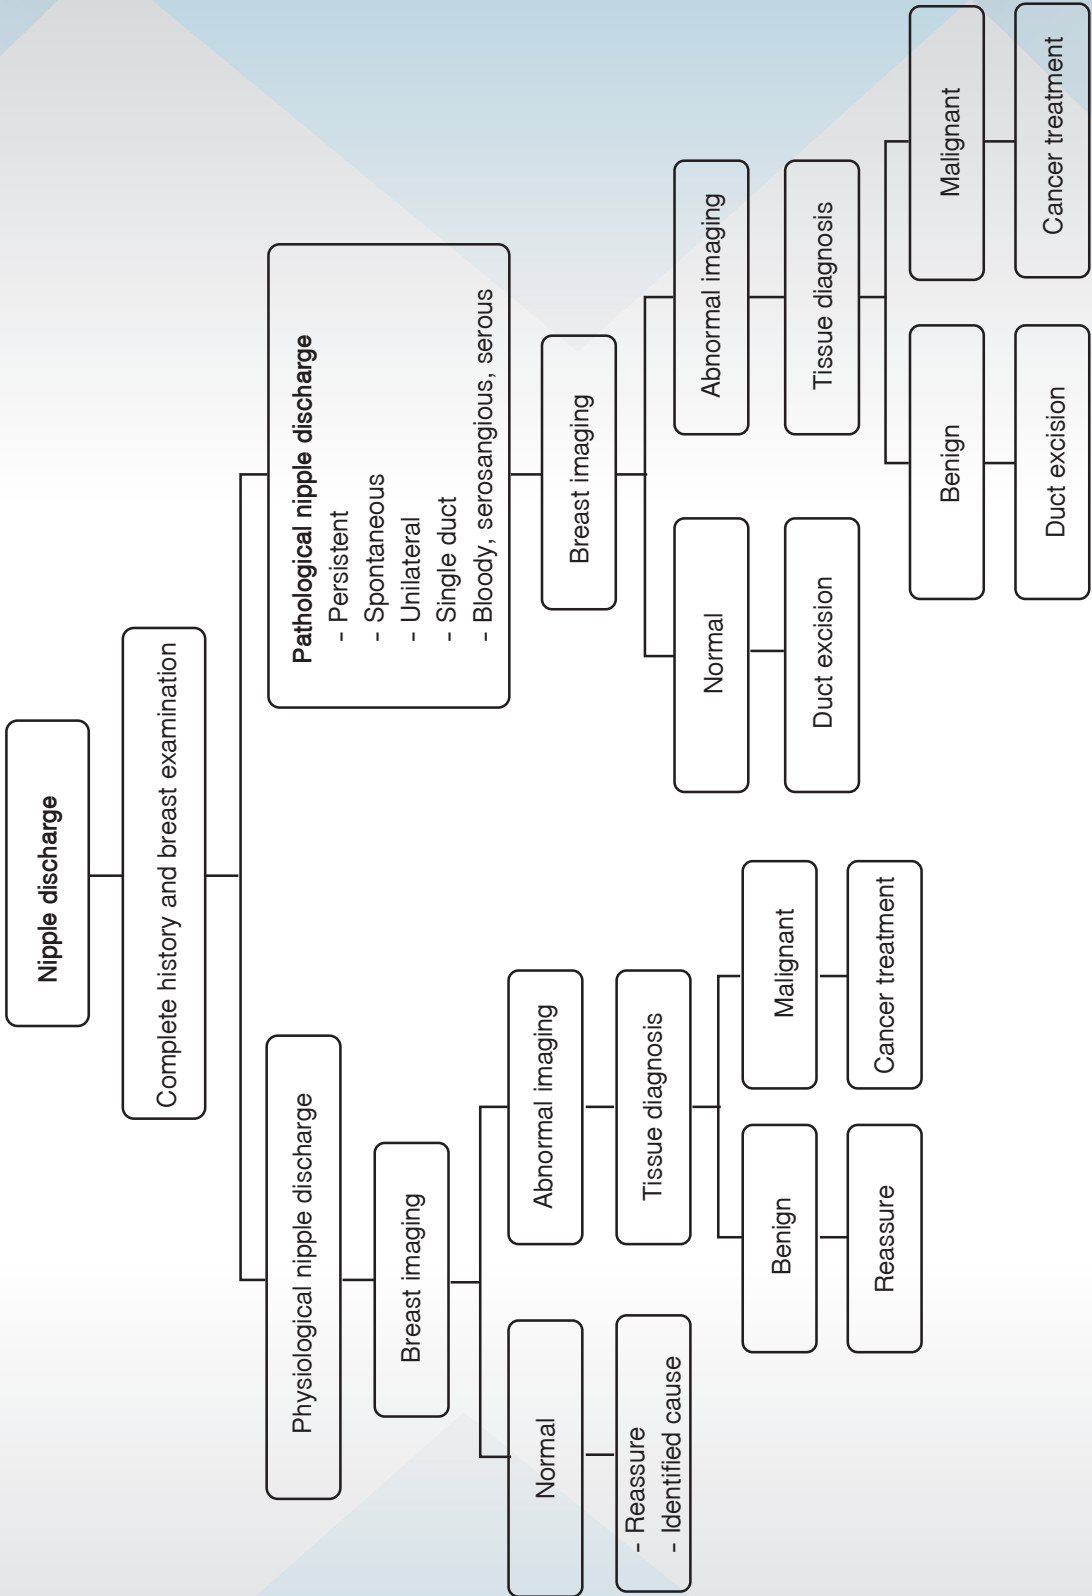 Nipple discharge
Complete history and breast examination
Physiological nipple discharge
Breast imaging
Normal
- Reassure
- Identified cause
Abnormal imaging
Tissue diagnosis
Benign
Reassure
Malignant
Cancer treatment
Pathological nipple discharge
- Persistent
- Spontaneous
- Unilateral
- Single duct
- Bloody, serosangious, serous
Breast imaging
Normal
Duct excision
Abnormal imaging
Tissue diagnosis
Benign
Duct excision
Malignant
Cancer treatment